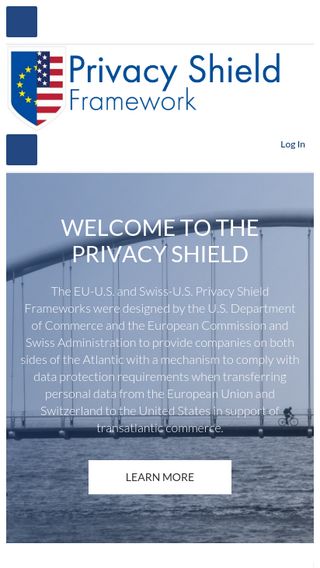 Privacy Shield
Framework
Log In
WELCOME TO THE
PRIVACY SHIELD
The EU-U.S. and Swiss-U.S. Privacy Shield
Frameworks were designed by the U.S. Department
of Commerce and the European Commission and
Swiss Administration to provide companies on both
sides of the Atlantic with a mechanism to comply with
data protection requirements when transferring
personal data from the European Union and
Switzerland to the United States in support of
transatlantic commerce.
LEARN MORE